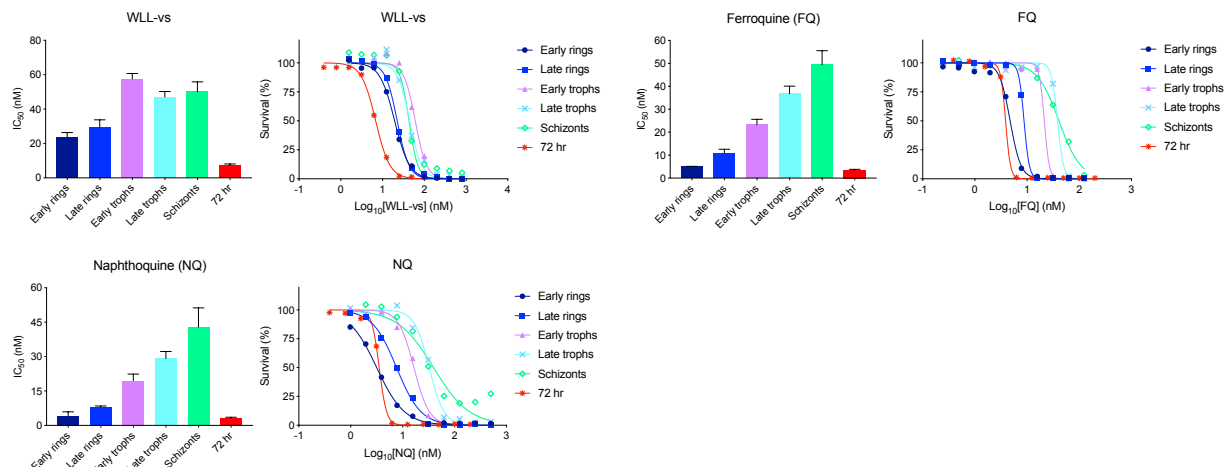 WLL-vs
IC50 (nM)
80
60
40
20
0
Early rings
Late rings
Early trophs
Late trophs
Schizonts
72 hr
WLL-vs
Survival (%)
100
75
50
25
0
-1
0
1
2
3
4
Log10[WLL-vs] (nM)
Early rings
Late rings
Early trophs
Late trophs
Schizonts
72 hr
Ferroquine (FQ)
IC50 (nM)
60
50
40
30
20
10
0
Early rings
Late rings
Early trophs
Late trophs
Schizonts
72 hr
FQ
Survival (%)
100
75
50
25
0
-1
0
1
2
3
Log10[FQ] (nM)
Early rings
Late rings
Early trophs
Late trophs
Schizonts
72 hr
Naphthoquine (NQ)
IC50 (nM)
60
45
30
15
0
Early rings
Late rings
Early trophs
Late trophs
Schizonts
72 hr
NQ
Survival (%)
100
75
50
25
0
-1
0
1
2
3
Log10[NQ] (nM)
Early rings
Late rings
Early trophs
Late trophs
Schizonts
72 hr